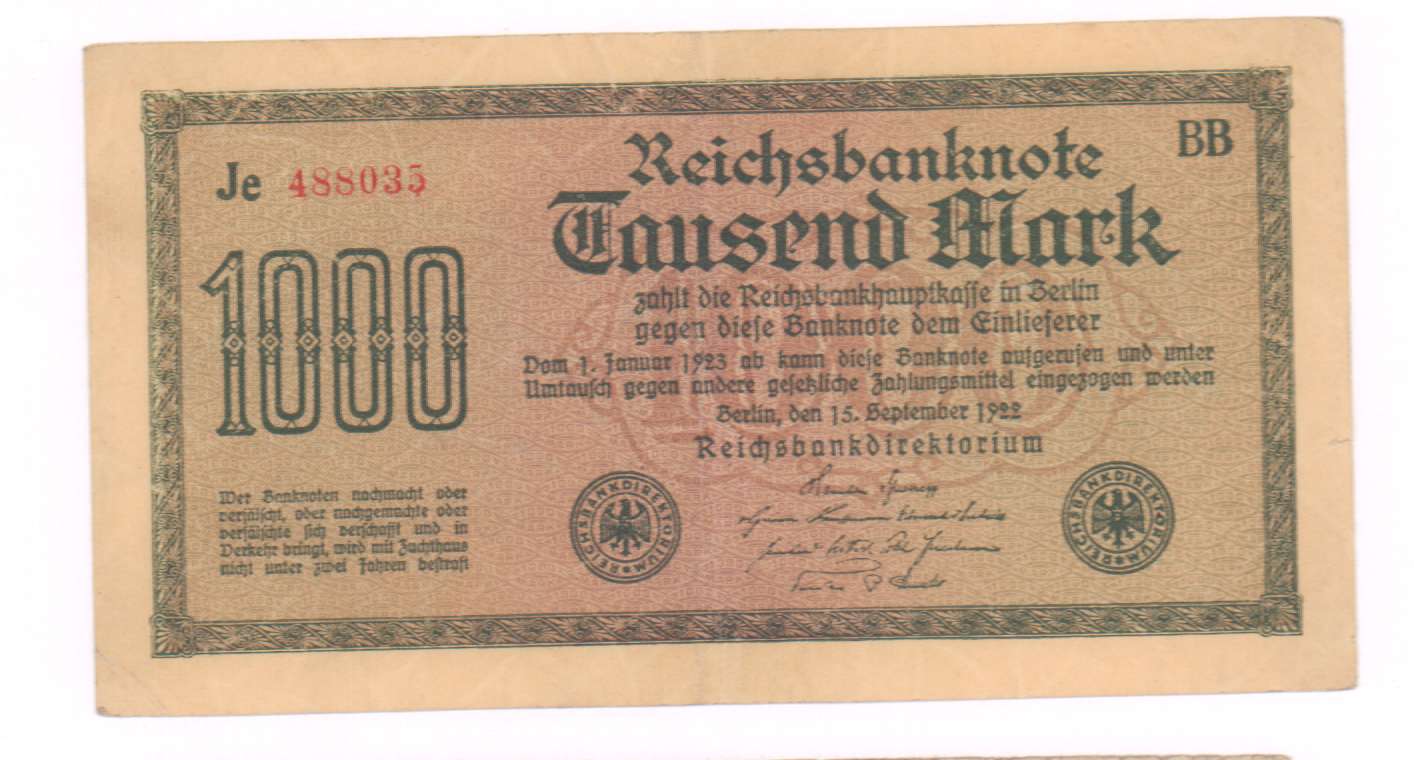 Je 488035
BB
Reichsbanknote
Tausend Mark
1000
zahlt die Reichsbankhauptkasse in Berlin
gegen diese Banknote dem Einlieferer
Vom 1. Januar 1923 ab kann diese Banknote aufgerufen und unter
Umtausch gegen andere gesetzliche Zahlungsmittel eingezogen werden
Berlin, den 15. September 1922
Reichsbankdirektorium
Wer Banknoten nachmacht oder
verfälscht, oder nachgemachte oder
verfälschte sich verschafft und in
Verkehr bringt, wird mit Zuchthaus
nicht unter zwei Jahren bestraft
REICHSBANKDIREKTORIUM
REICHSBANKDIREKTORIUM